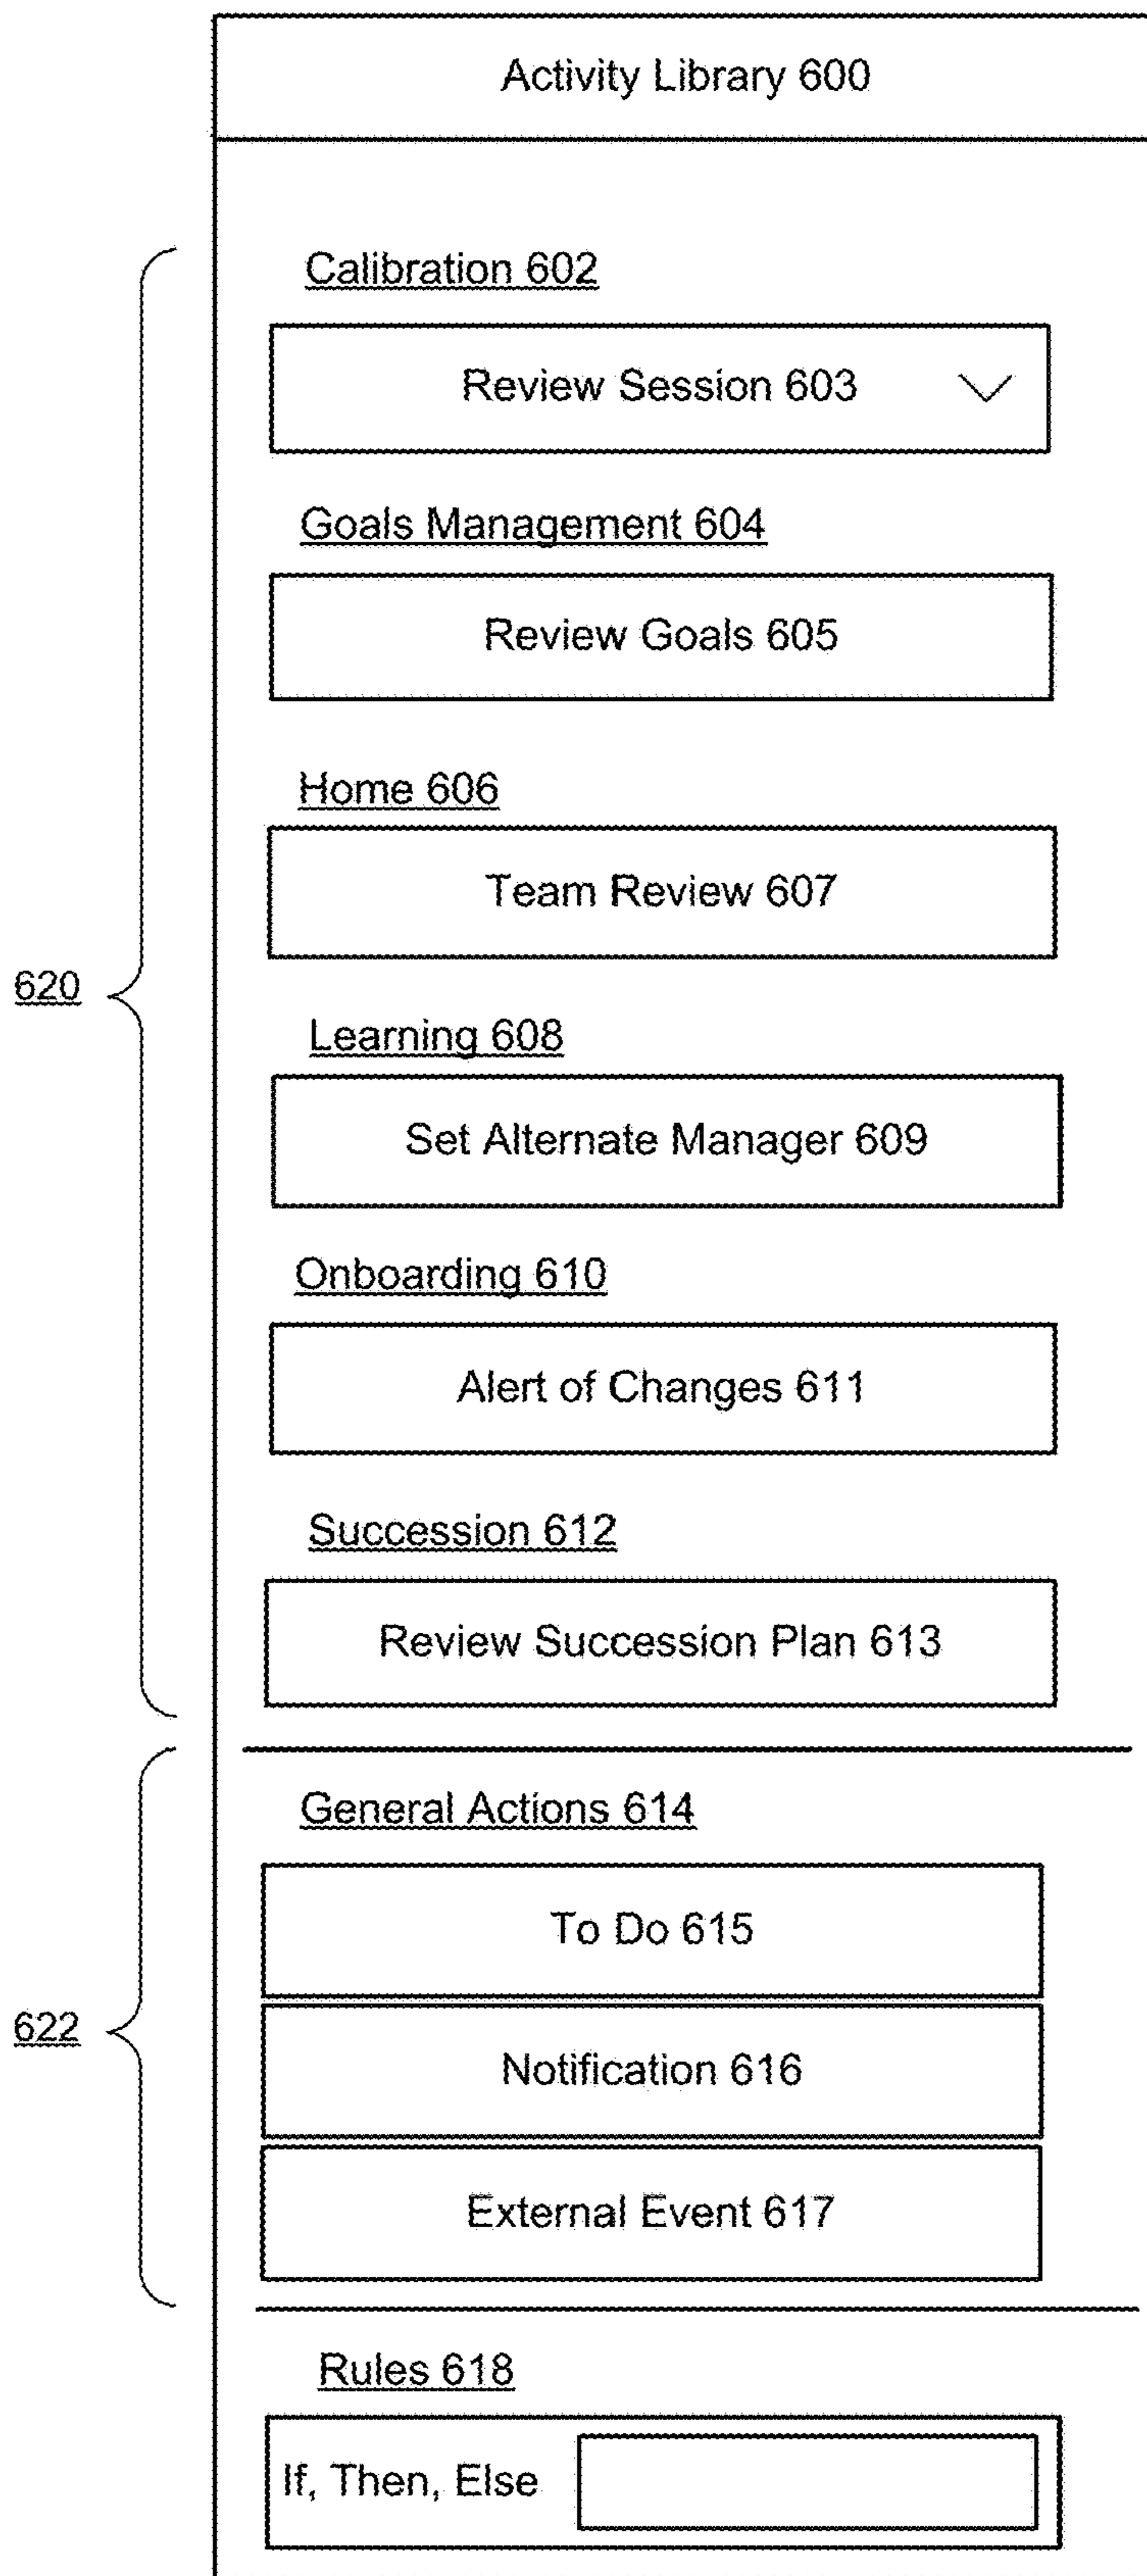 Activity Library 600
Calibration 602
Review Session 603
Goals Management 604
Review Goals 605
Home 606
Team Review 607
620
Learning 608
Set Alternate Manager 609
Onboarding 610
Alert of Changes 611
Succession 612
Review Succession Plan 613
General Actions 614
To Do 615
622
Notification 616
External Event 617
Rules 618
If, Then, Else